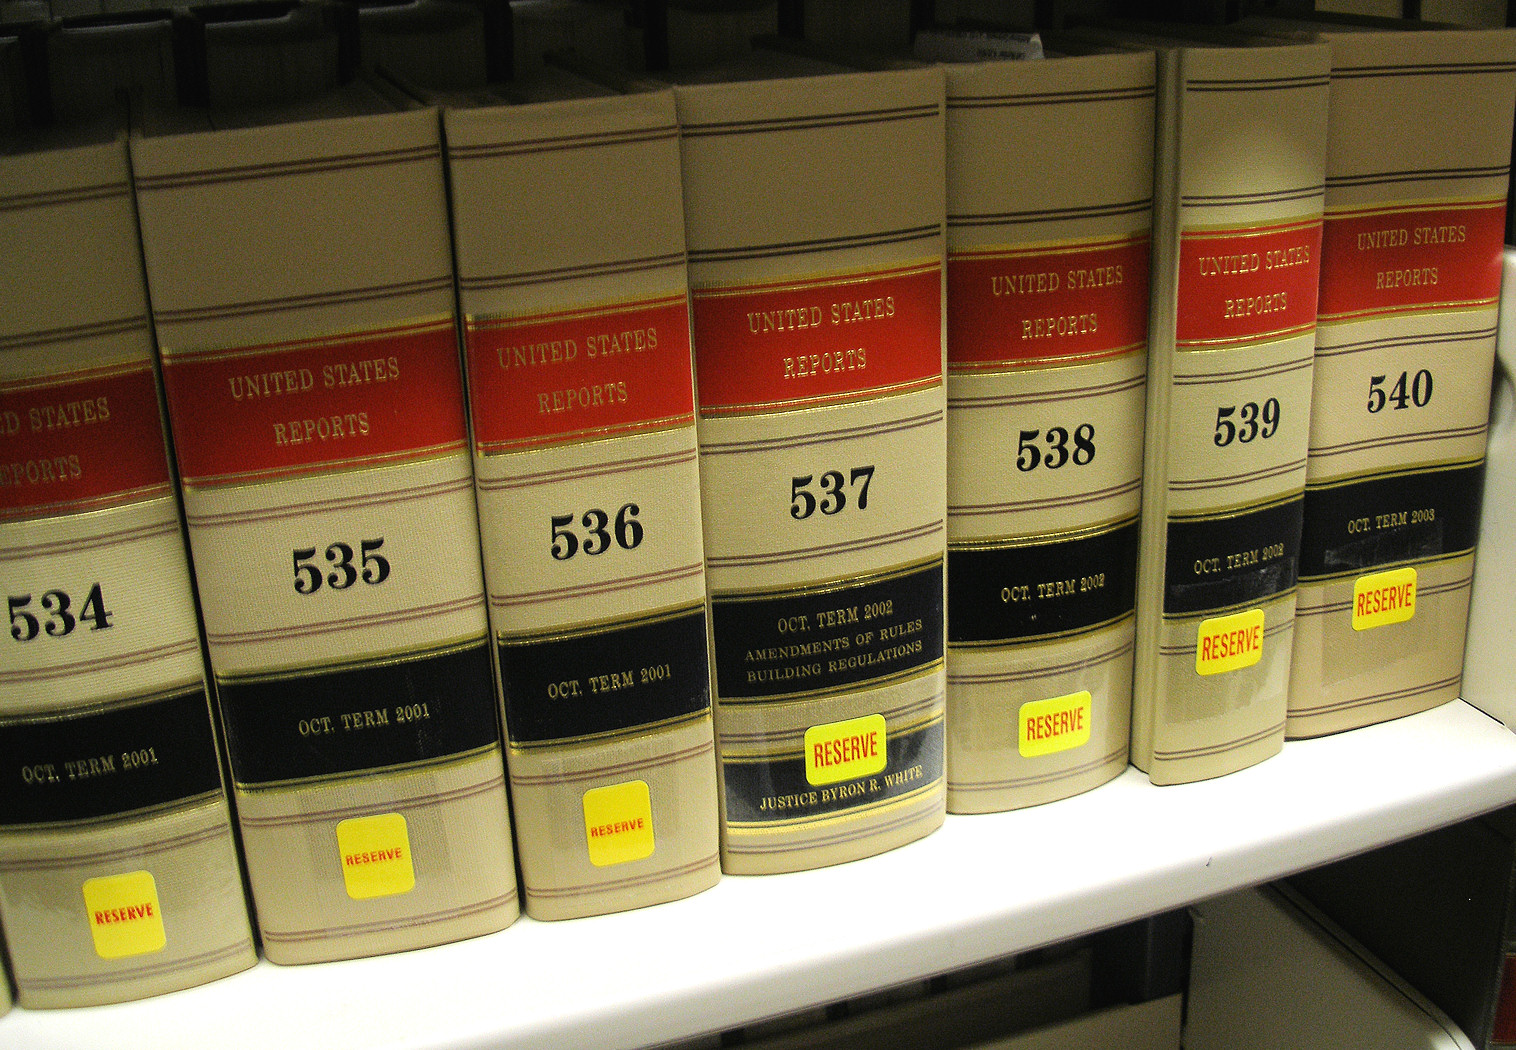 D STATES
EPORTS
534
OCT. TERM 2001
RESERVE
UNITED STATES
REPORTS
535
OCT. TERM 2001
RESERVE
UNITED STATES
REPORTS
536
OCT. TERM 2001
RESERVE
UNITED STATES
REPORTS
537
OCT. TERM 2002
AMENDMENTS OF RULES
BUILDING REGULATIONS
RESERVE
JUSTICE BYRON R. WHITE
UNITED STATES
REPORTS
538
OCT. TERM 2002
RESERVE
UNITED STATES
REPORTS
539
OCT. TERM 2002
RESERVE
UNITED STATES
REPORTS
540
OCT. TERM 2003
RESERVE